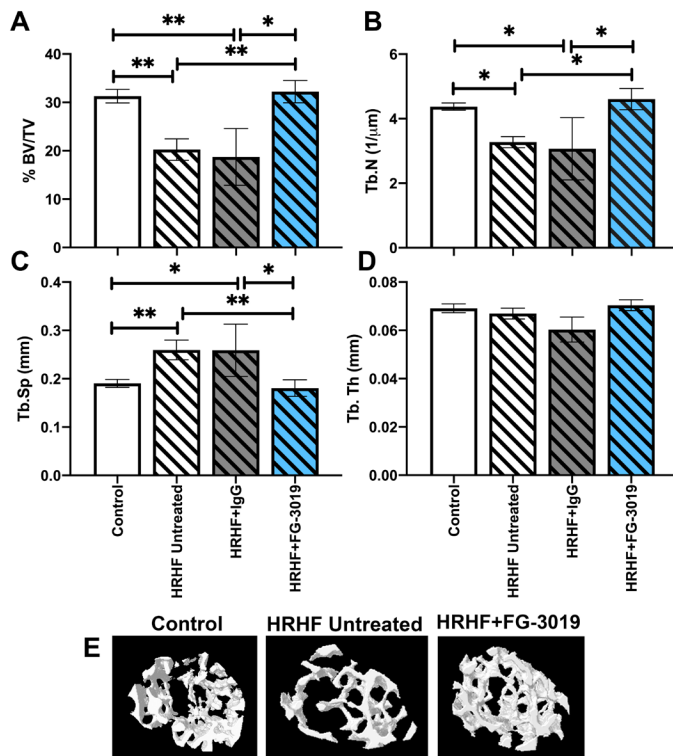 A
B
**
*
**
**
*
*
*
*
% BV/TV
40
30
20
10
0
Tb.N (1/μm)
6
4
2
0
C
D
*
*
**
**
Tb.Sp (mm)
0.4
0.3
0.2
0.1
0.0
Tb. Th (mm)
0.08
0.06
0.04
0.02
0.00
Control
HRHF Untreated
HRHF+IgG
HRHF+FG-3019
Control
HRHF Untreated
HRHF+IgG
HRHF+FG-3019
E
Control
HRHF Untreated
HRHF+FG-3019